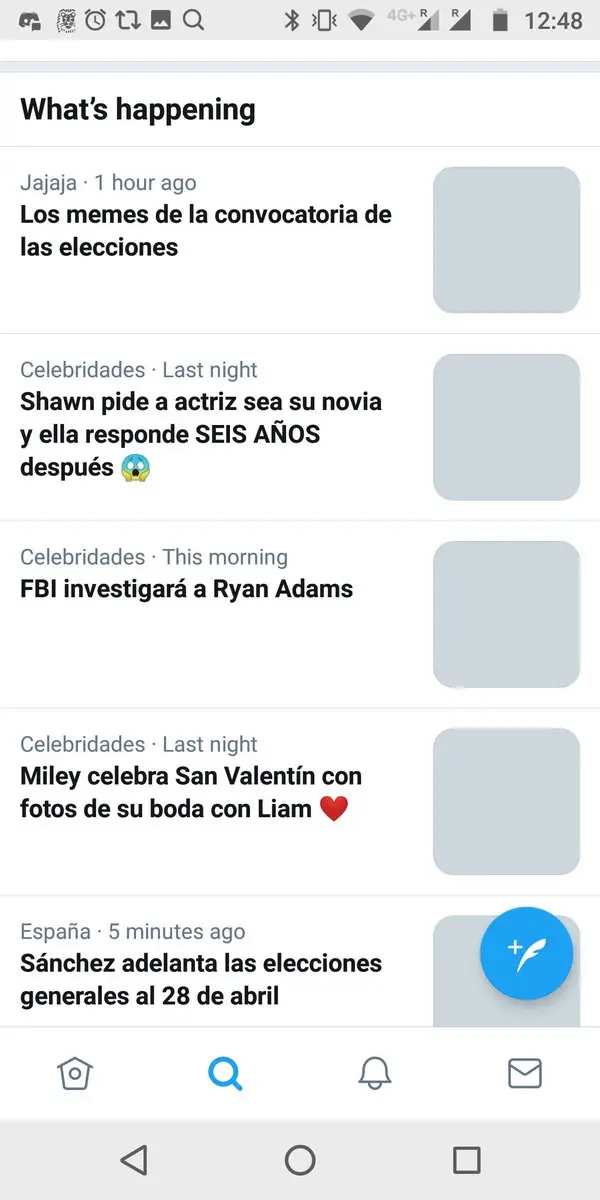 4G+ R R 12:48
What’s happening
Jajaja · 1 hour ago
Los memes de la convocatoria de
las elecciones
Celebridades · Last night
Shawn pide a actriz sea su novia
y ella responde SEIS AÑOS
después 😱
Celebridades · This morning
FBI investigará a Ryan Adams
Celebridades · Last night
Miley celebra San Valentín con
fotos de su boda con Liam ❤️
España · 5 minutes ago
Sánchez adelanta las elecciones
generales al 28 de abril